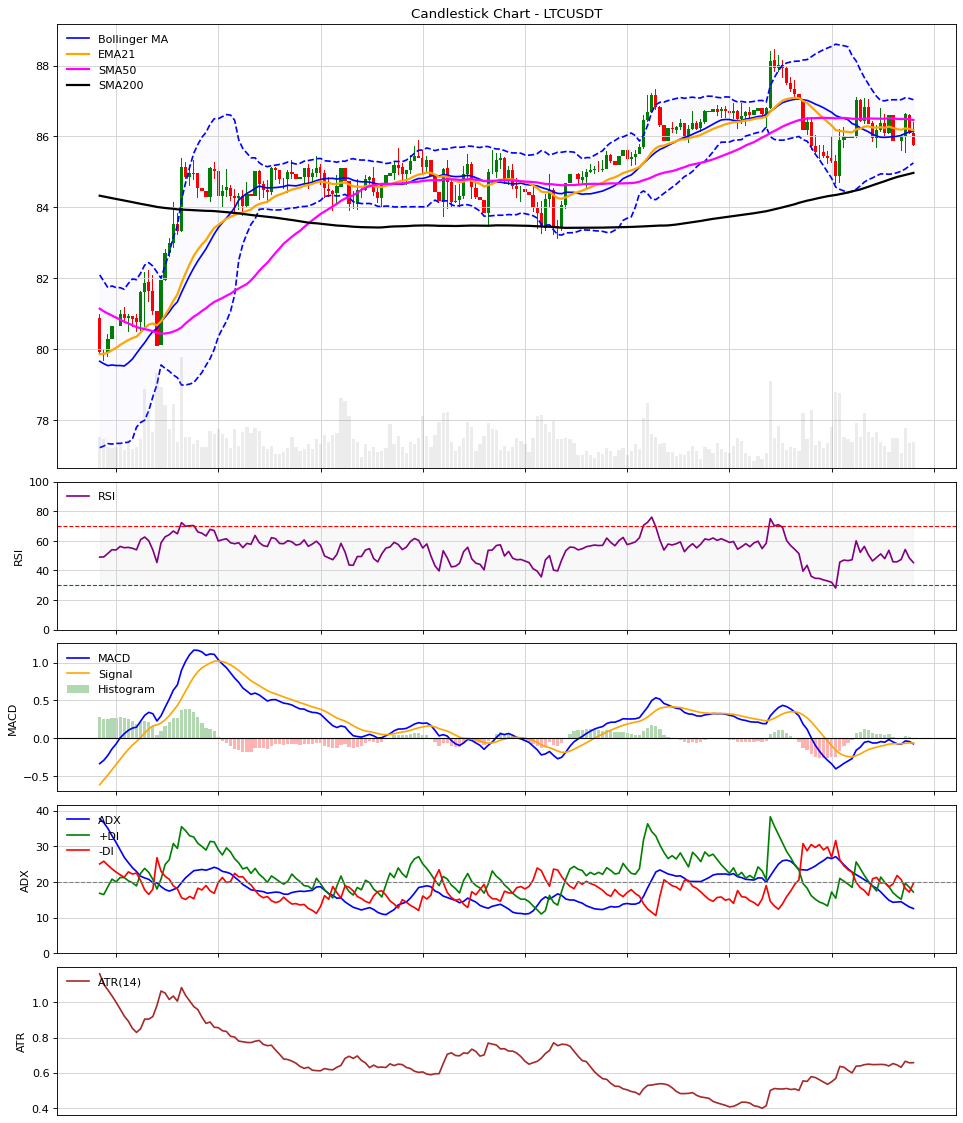 Candlestick Chart - LTCUSDT
Bollinger MA
EMA21
SMA50
SMA200
88
86
84
82
80
78
RSI
RSI
100
80
60
40
20
0
MACD
Signal
Histogram
MACD
1.0
0.5
0.0
−0.5
ADX
+DI
-DI
ADX
40
30
20
10
0
ATR(14)
ATR
1.0
0.8
0.6
0.4